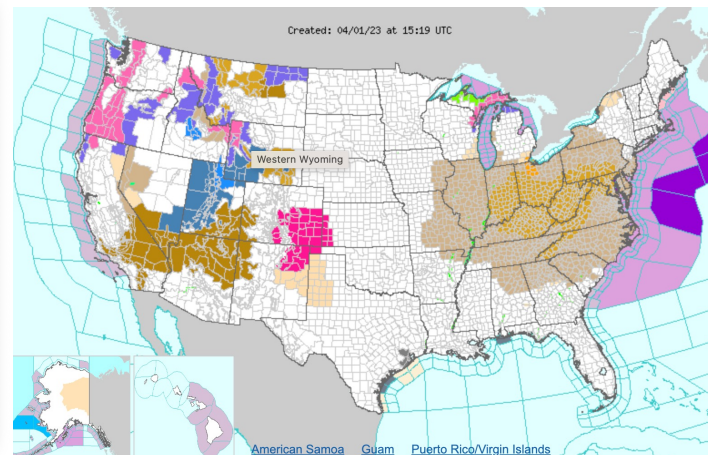 Created: 04/01/23 at 15:19 UTC
Western Wyoming
American Samoa Guam Puerto Rico/Virgin Islands